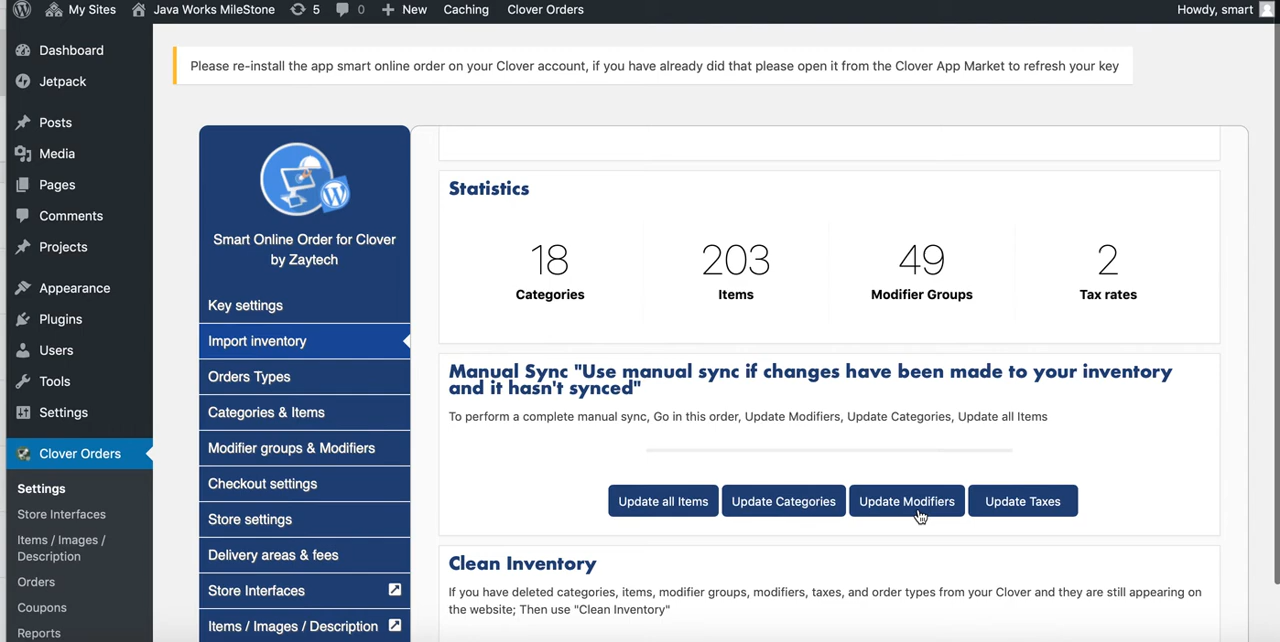 My Sites Java Works MileStone 5 0 New Caching Clover Orders Howdy, smart
Dashboard
Jetpack
Posts
Media
Pages
Comments
Projects
Appearance
Plugins
Users
Tools
Settings
Clover Orders
Settings
Store Interfaces
Items / Images /
Description
Orders
Coupons
Reports
Please re-install the app smart online order on your Clover account, if you have already did that please open it from the Clover App Market to refresh your key
Smart Online Order for Clover
by Zaytech
Key settings
Import inventory
Orders Types
Categories & Items
Modifier groups & Modifiers
Checkout settings
Store settings
Delivery areas & fees
Store Interfaces
Items / Images / Description
Statistics
18 203 49 2
Categories Items Modifier Groups Tax rates
Manual Sync "Use manual sync if changes have been made to your inventory
and it hasn't synced"
To perform a complete manual sync, Go in this order, Update Modifiers, Update Categories, Update all Items
Update all Items Update Categories Update Modifiers Update Taxes
Clean Inventory
If you have deleted categories, items, modifier groups, modifiers, taxes, and order types from your Clover and they are still appearing on
the website; Then use "Clean Inventory"